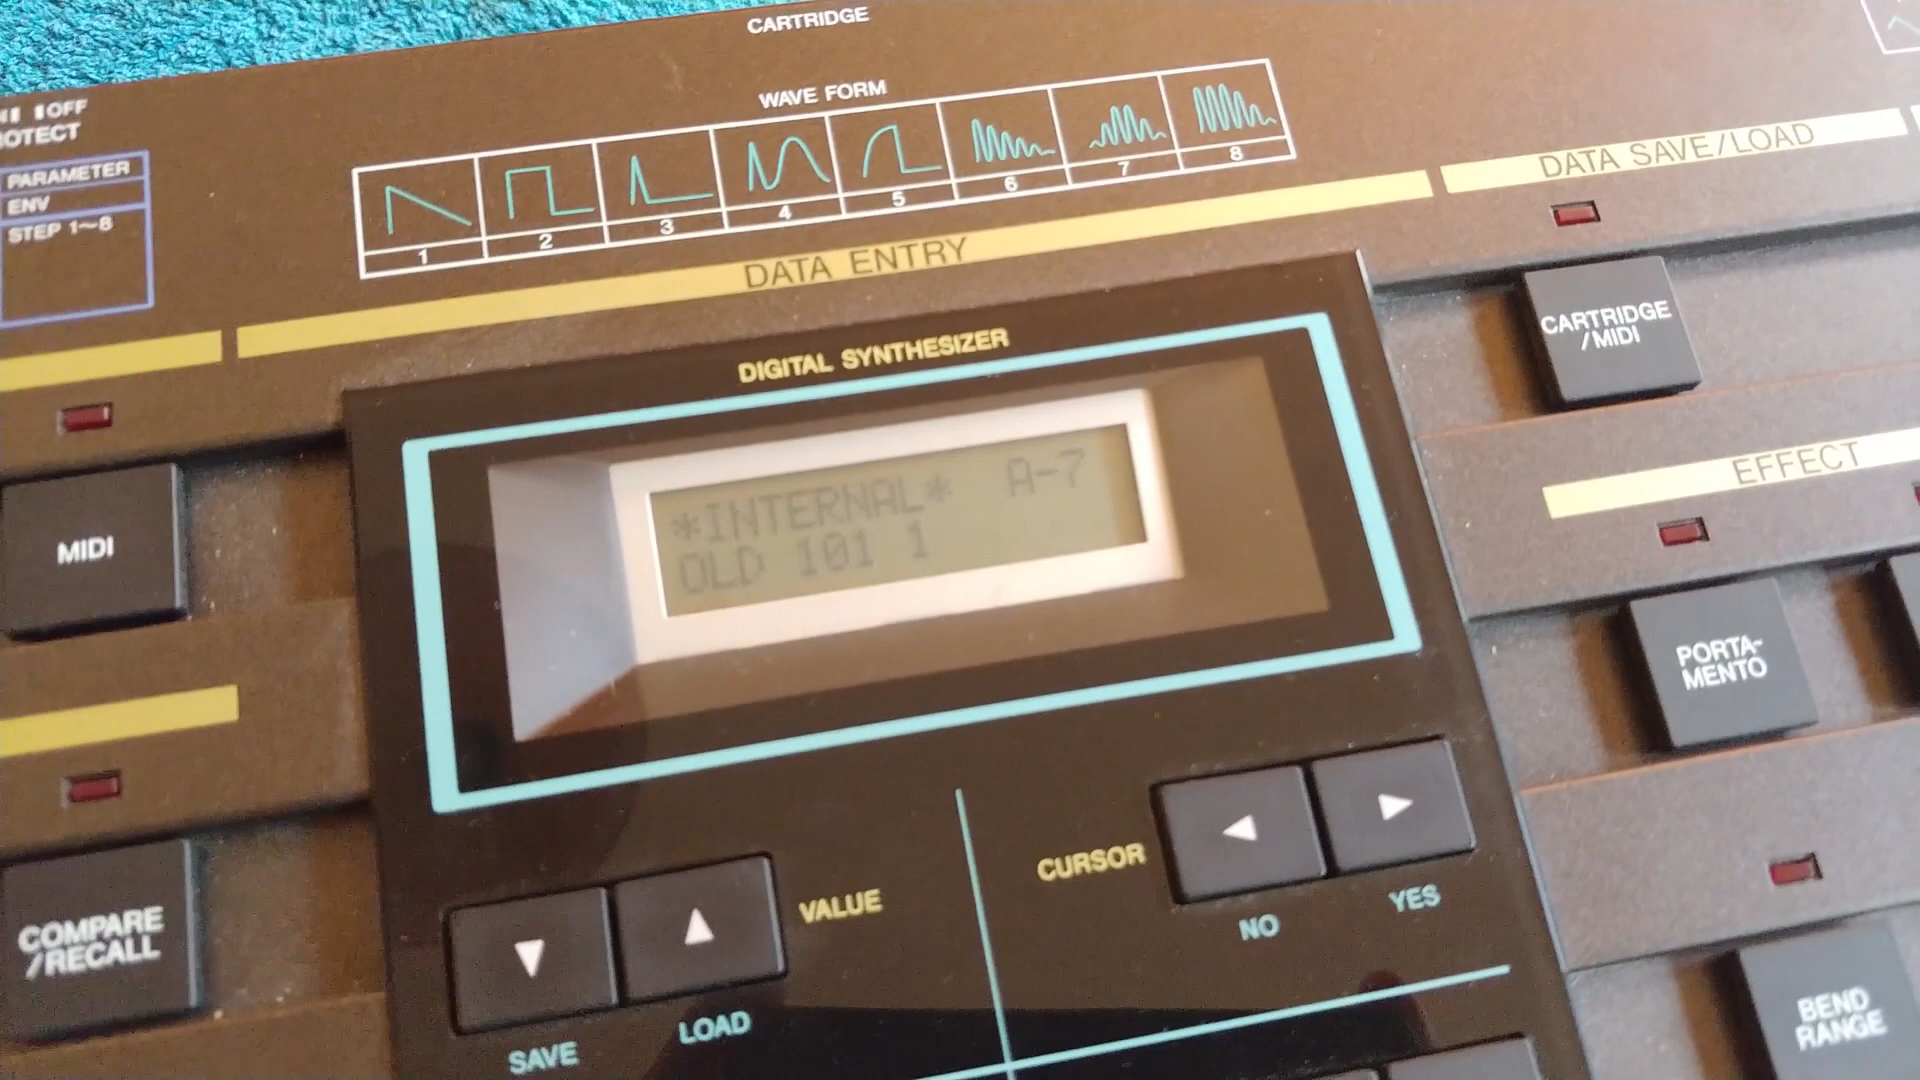 CARTRIDGE
OFF
PARAMETER
ENV
STEP 1~8
WAVE FORM
1 2 3 4 5 6 7 8
DATA ENTRY
DATA SAVE/LOAD
DIGITAL SYNTHESIZER
*INTERNAL* A-7
OLD 101 1
CARTRIDGE
/MIDI
EFFECT
MIDI
PORTA-
MENTO
COMPARE
/RECALL
VALUE
CURSOR
NO
YES
SAVE
LOAD
BEND
RANGE